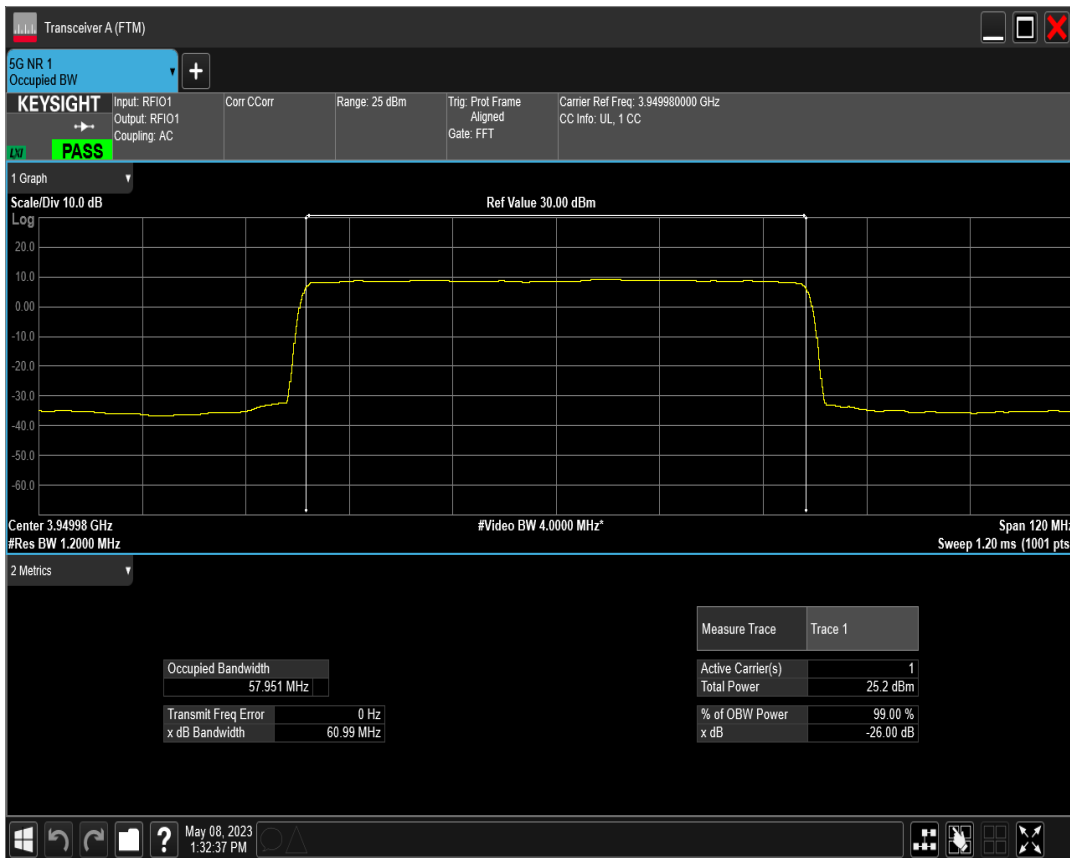 Transceiver A (FTM)
5G NR 1
Occupied BW
+
KEYSIGHT
LXI
PASS
Input: RFIO1
Output: RFIO1
Coupling: AC
Corr CCorr
Range: 25 dBm
Trig: Prot Frame
Aligned
Gate: FFT
Carrier Ref Freq: 3.949980000 GHz
CC Info: UL, 1 CC
1 Graph
Scale/Div 10.0 dB
Ref Value 30.00 dBm
Log
20.0
10.0
0.00
-10.0
-20.0
-30.0
-40.0
-50.0
-60.0
Center 3.94998 GHz
#Video BW 4.0000 MHz*
Span 120 MHz
#Res BW 1.2000 MHz
Sweep 1.20 ms (1001 pts
2 Metrics
Measure Trace Trace 1
Occupied Bandwidth
57.951 MHz
Active Carrier(s) 1
Total Power 25.2 dBm
Transmit Freq Error 0 Hz
x dB Bandwidth 60.99 MHz
% of OBW Power 99.00 %
x dB -26.00 dB
?
May 08, 2023
1:32:37 PM